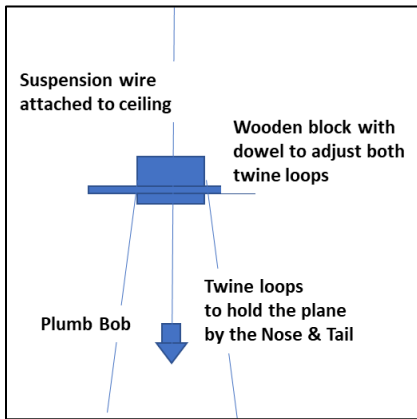 Suspension wire
attached to ceiling
Wooden block with
dowel to adjust both
twine loops
Twine loops
to hold the plane
by the Nose & Tail
Plumb Bob